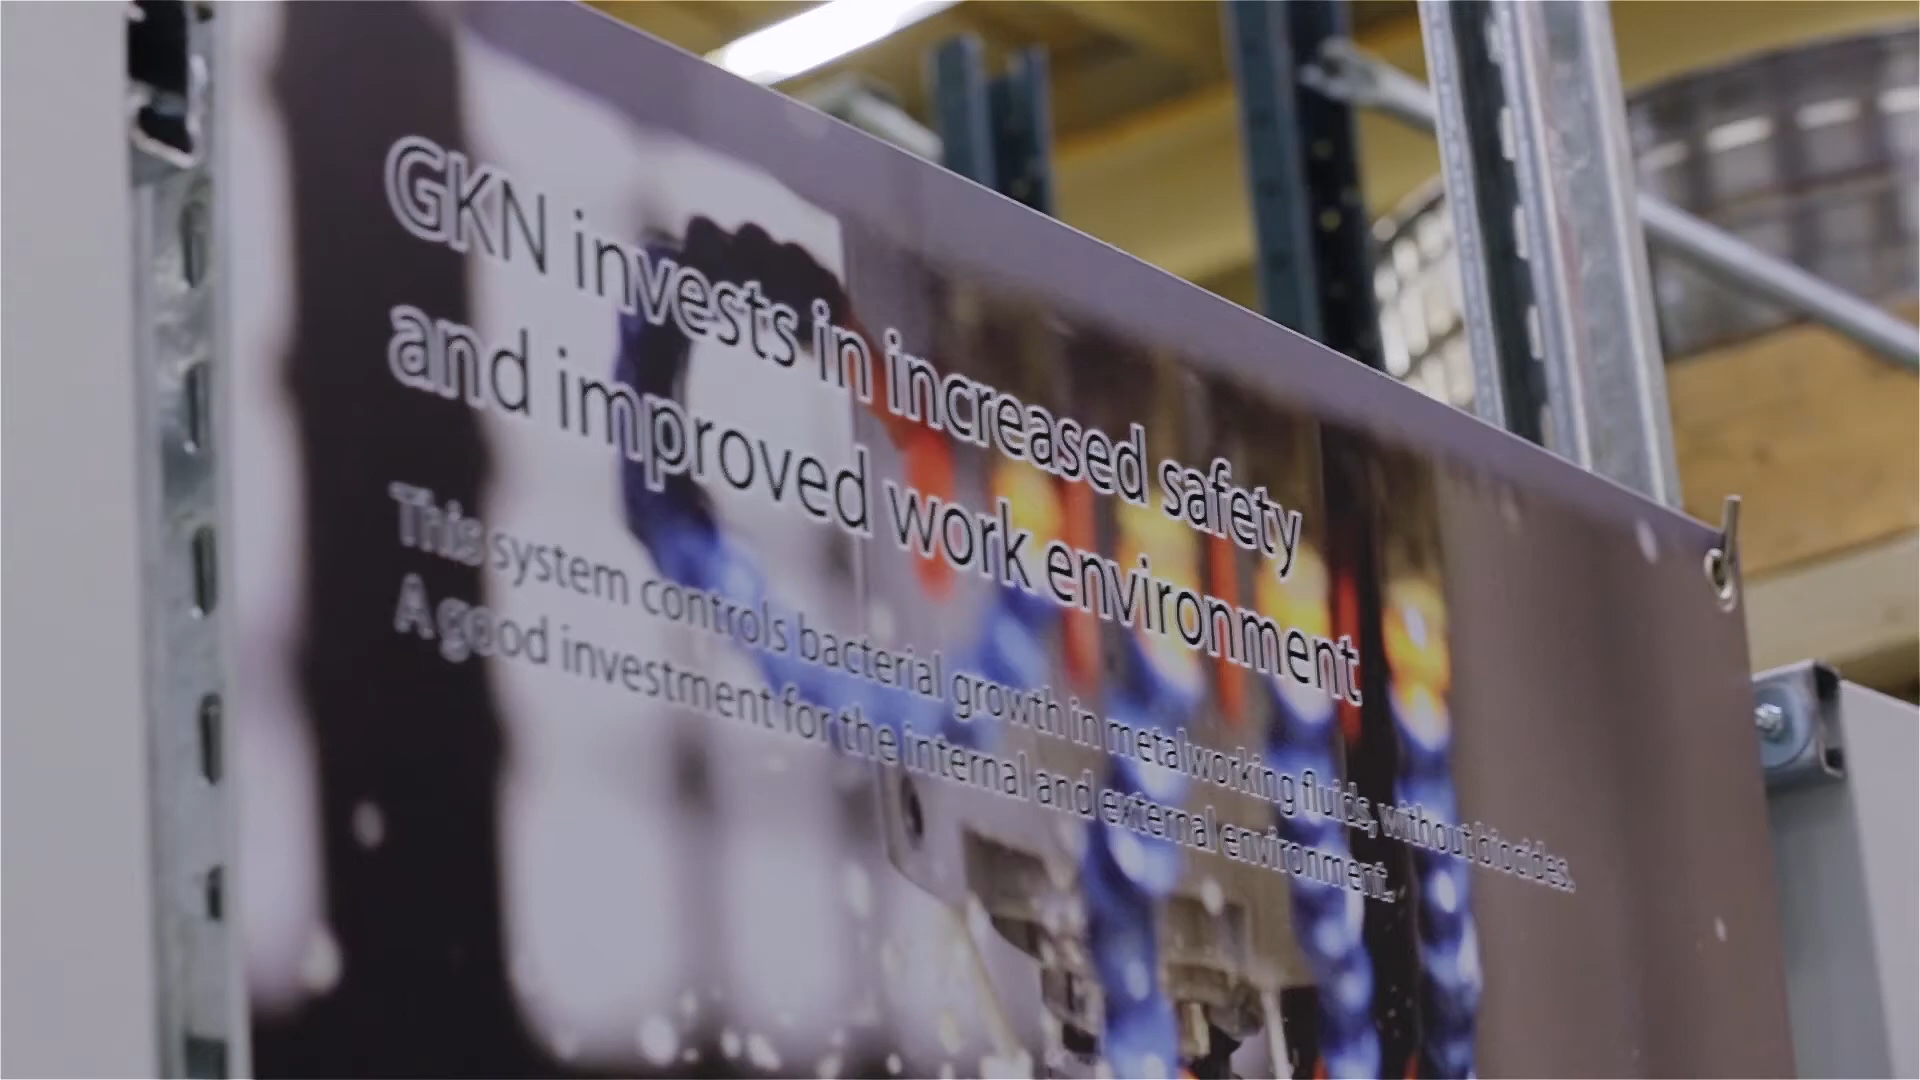 GKN invests in increased safety
and improved work environment
This system controls bacterial growth in metalworking fluids, without biocides.
A good investment for the internal and external environment.